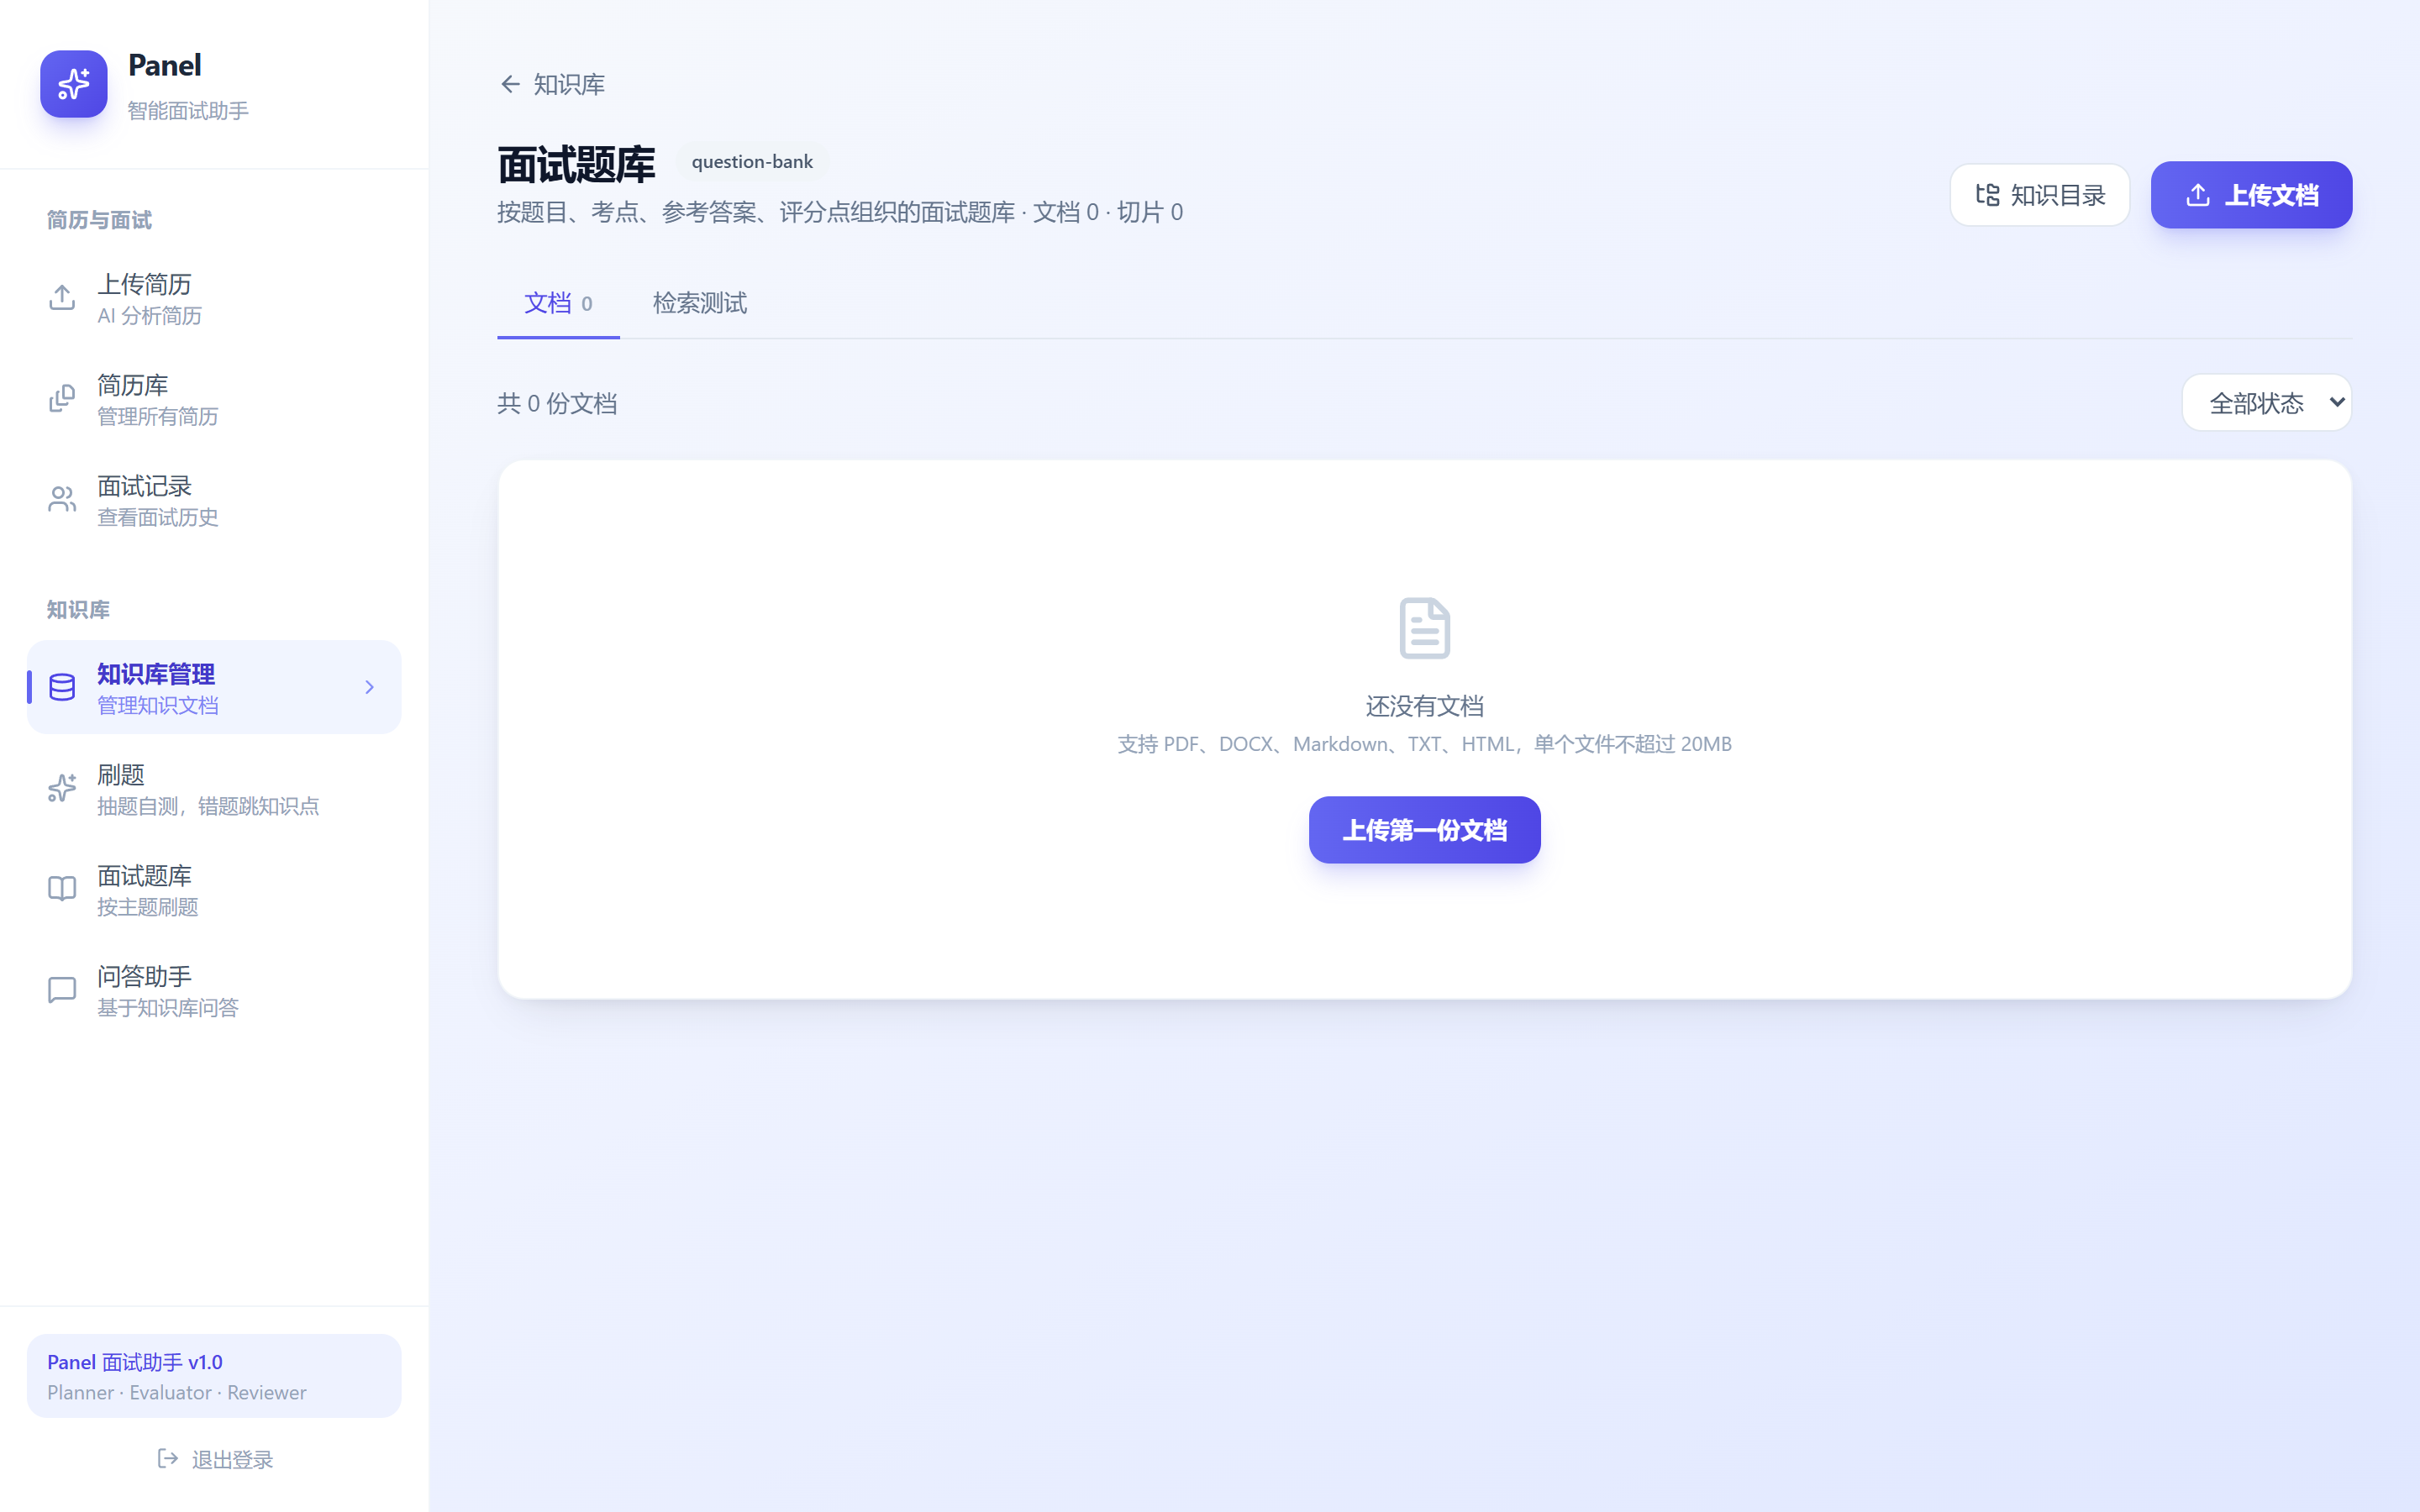 Panel
智能面试助手
简历与面试
上传简历
AI 分析简历
简历库
管理所有简历
面试记录
查看面试历史
知识库
知识库管理
管理知识文档
刷题
抽题自测，错题跳知识点
面试题库
按主题刷题
问答助手
基于知识库问答
Panel 面试助手 v1.0
Planner · Evaluator · Reviewer
退出登录
知识库
面试题库 question-bank
按题目、考点、参考答案、评分点组织的面试题库 · 文档 0 · 切片 0
知识目录
上传文档
文档 0
检索测试
共 0 份文档
全部状态
还没有文档
支持 PDF、DOCX、Markdown、TXT、HTML，单个文件不超过 20MB
上传第一份文档